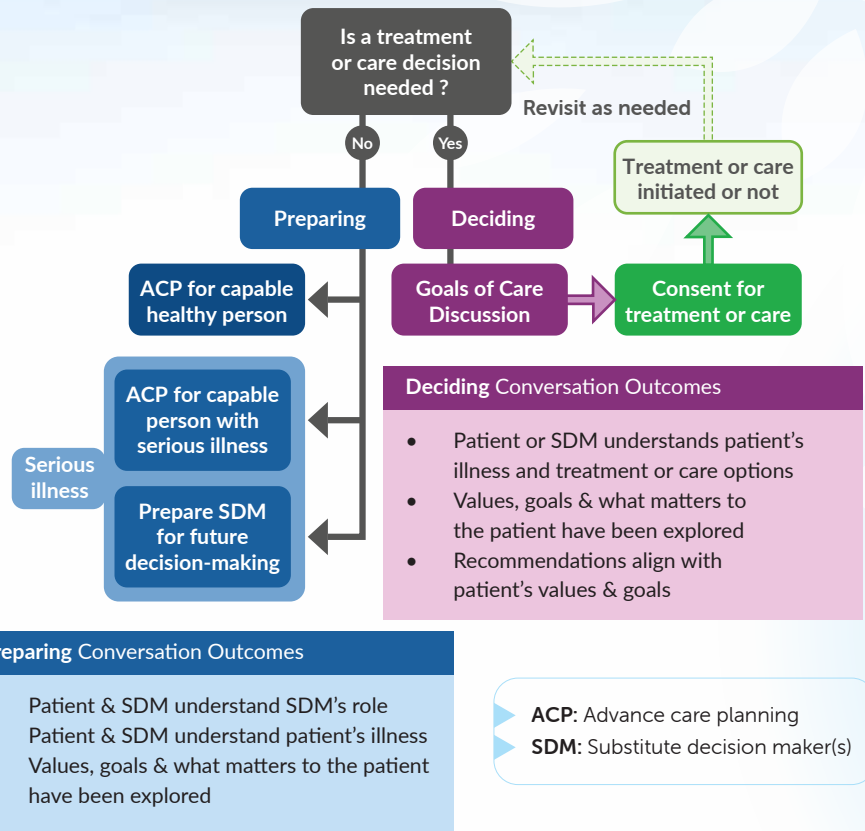 Is a treatment
or care decision
needed ?
Revisit as needed
No
Yes
Treatment or care
initiated or not
Preparing
Deciding
ACP for capable
healthy person
Goals of Care
Discussion
Consent for
treatment or care
ACP for capable
person with
serious illness
Serious
illness
Prepare SDM
for future
decision-making
Deciding Conversation Outcomes
• Patient or SDM understands patient's
illness and treatment or care options
• Values, goals & what matters to
the patient have been explored
• Recommendations align with
patient's values & goals
reparing Conversation Outcomes
Patient & SDM understand SDM's role
Patient & SDM understand patient's illness
Values, goals & what matters to the patient
have been explored
ACP: Advance care planning
SDM: Substitute decision maker(s)